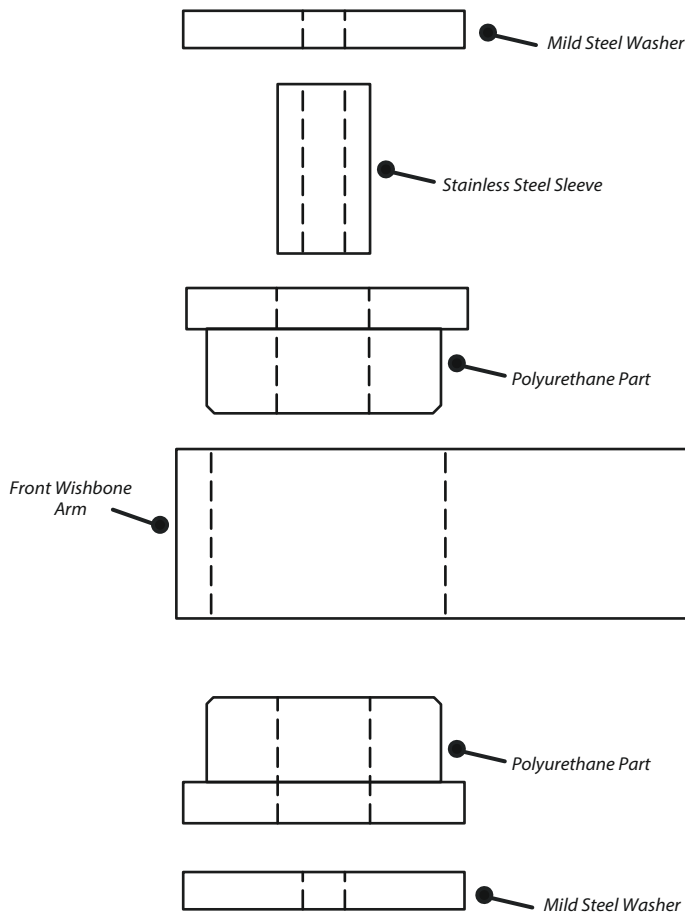 Mild Steel Washer
Stainless Steel Sleeve
Polyurethane Part
Front Wishbone
Arm
Polyurethane Part
Mild Steel Washer